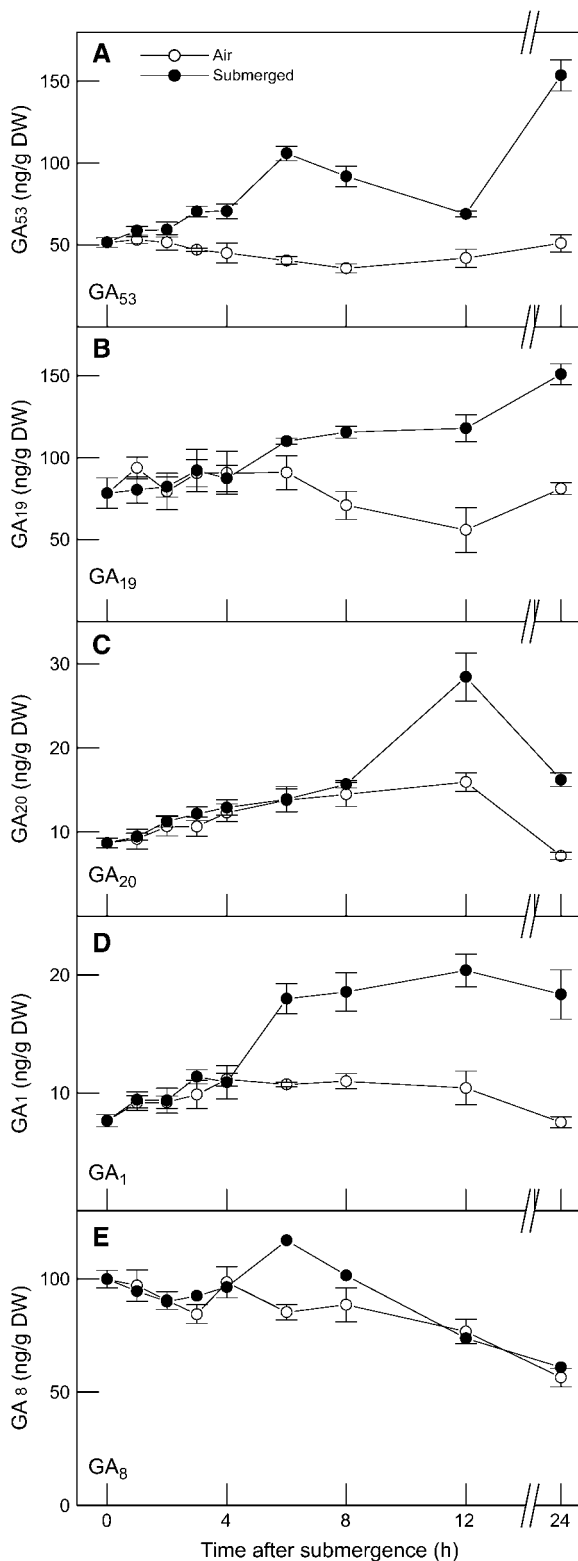 A
Air
Submerged
150
100
50
GA53 (ng/g DW)
GA53
B
150
100
50
GA19 (ng/g DW)
GA19
C
30
20
10
GA20 (ng/g DW)
GA20
D
20
10
GA1 (ng/g DW)
GA1
E
100
50
0
GA8 (ng/g DW)
GA8
0 4 8 12 24
Time after submergence (h)